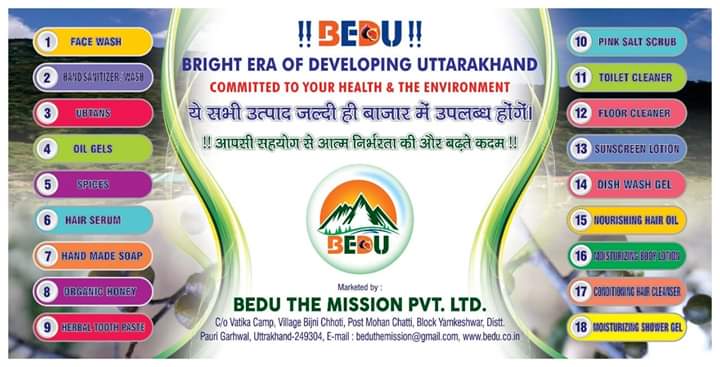 !! BEDU !!
BRIGHT ERA OF DEVELOPING UTTARAKHAND
COMMITTED TO YOUR HEALTH & THE ENVIRONMENT
ये सभी उत्पाद जल्दी ही बाजार में उपलब्ध होंगें।
!! आपसी सहयोग से आत्म निर्भरता की और बढ़ते कदम !!
1 FACE WASH
2 HAND SANITIZER/ WASH
3 UBTANS
4 OIL GELS
5 SPICES
6 HAIR SERUM
7 HAND MADE SOAP
8 ORGANIC HONEY
9 HERBAL TOOTH PASTE
10 PINK SALT SCRUB
11 TOILET CLEANER
12 FLOOR CLEANER
13 SUNSCREEN LOTION
14 DISH WASH GEL
15 NOURISHING HAIR OIL
16 MOISTURIZING BODY LOTION
17 CONDITIONING HAIR CLEANSER
18 MOISTURIZING SHOWER GEL
BEDU
Marketed by :
BEDU THE MISSION PVT. LTD.
C/o Vatika Camp, Village Bijni Chhoti, Post Mohan Chatti, Block Yamkeshwar, Distt.
Pauri Garhwal, Uttrakhand-249304, E-mail : beduthemission@gmail.com, www.bedu.co.in